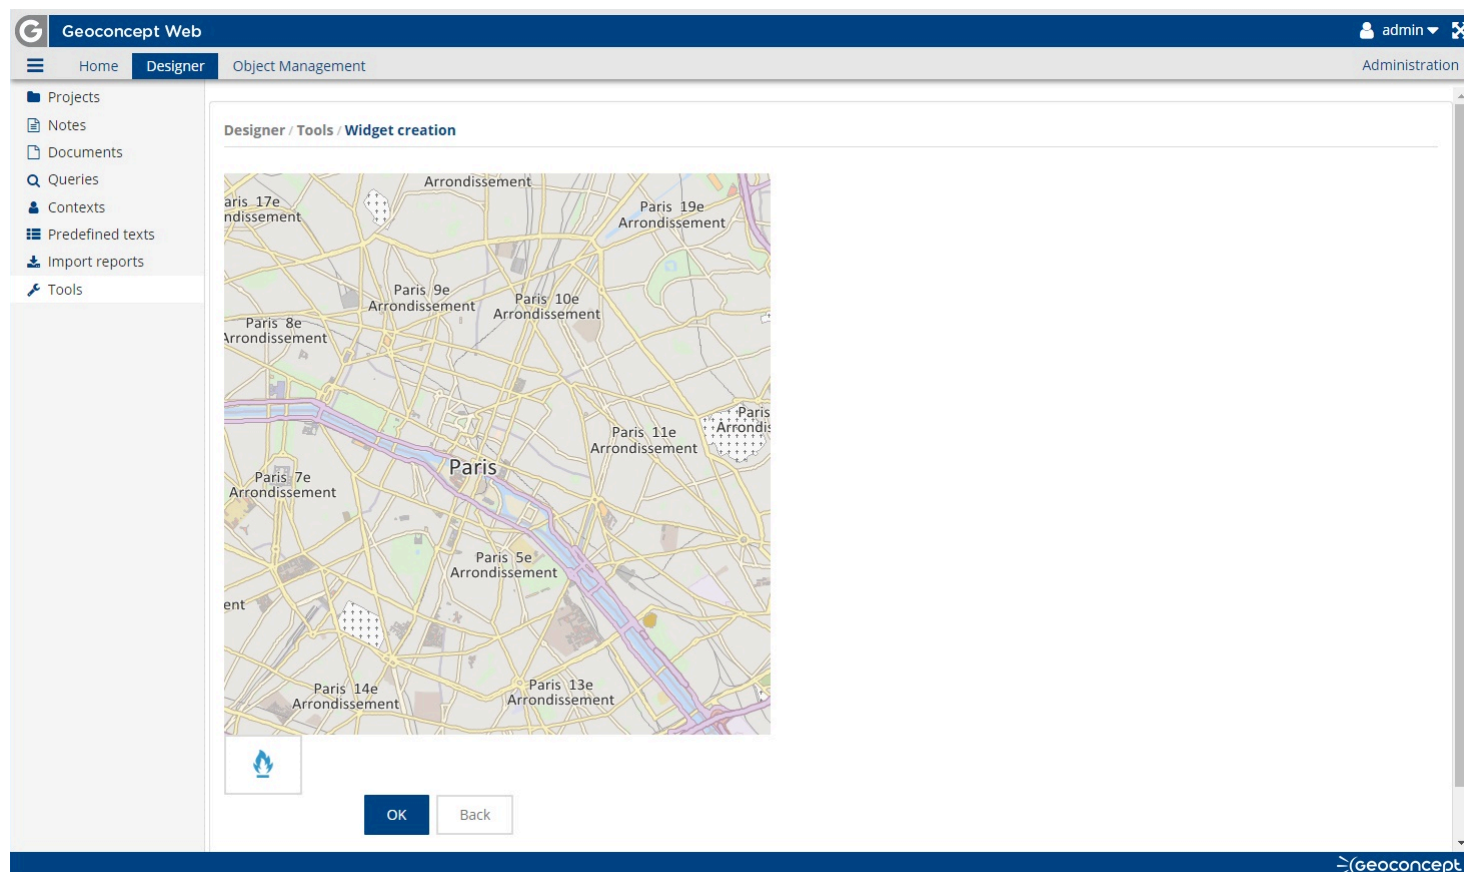 G Geoconcept Web
admin
Home Designer Object Management Administration
Projects
Notes
Documents
Queries
Contexts
Predefined texts
Import reports
Tools
Designer / Tools / Widget creation
Arrondissement
aris 17e
ndissement
Paris 19e
Arrondissement
Paris 9e
Arrondissement
Paris 10e
Arrondissement
Paris 8e
Arrondissement
Paris
Arrondis
Paris 11e
Arrondissement
Paris
Paris 7e
Arrondissement
Paris 5e
Arrondissement
ent
Paris 14e
Arrondissement
Paris 13e
Arrondissement
OK Back
Geoconcept